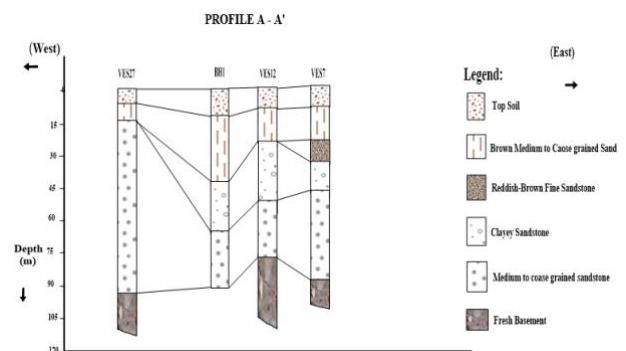 PROFILE A - A'
(West)
(East)
VES27 BH1 VES12 VES7
4
15
30
45
60
75
90
105
120
Depth
(m)
Legend:
Top Soil
Brown Medium to Caose grained Sand
Reddish-Brown Fine Sandstone
Clayey Sandstone
Medium to coase grained sandstone
Fresh Basement